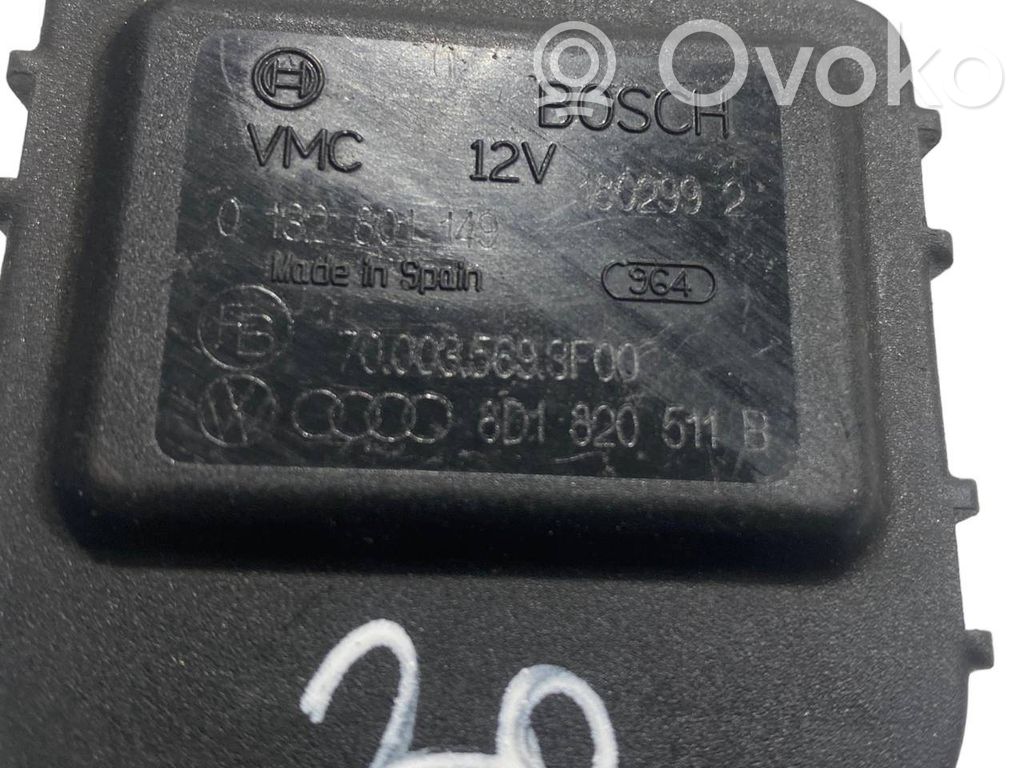 Ovoko
BOSCH
VMC 12V
180299 2
0 132 801 149
Made in Spain 964
70.003.569.3F00
8D1 820 511 B